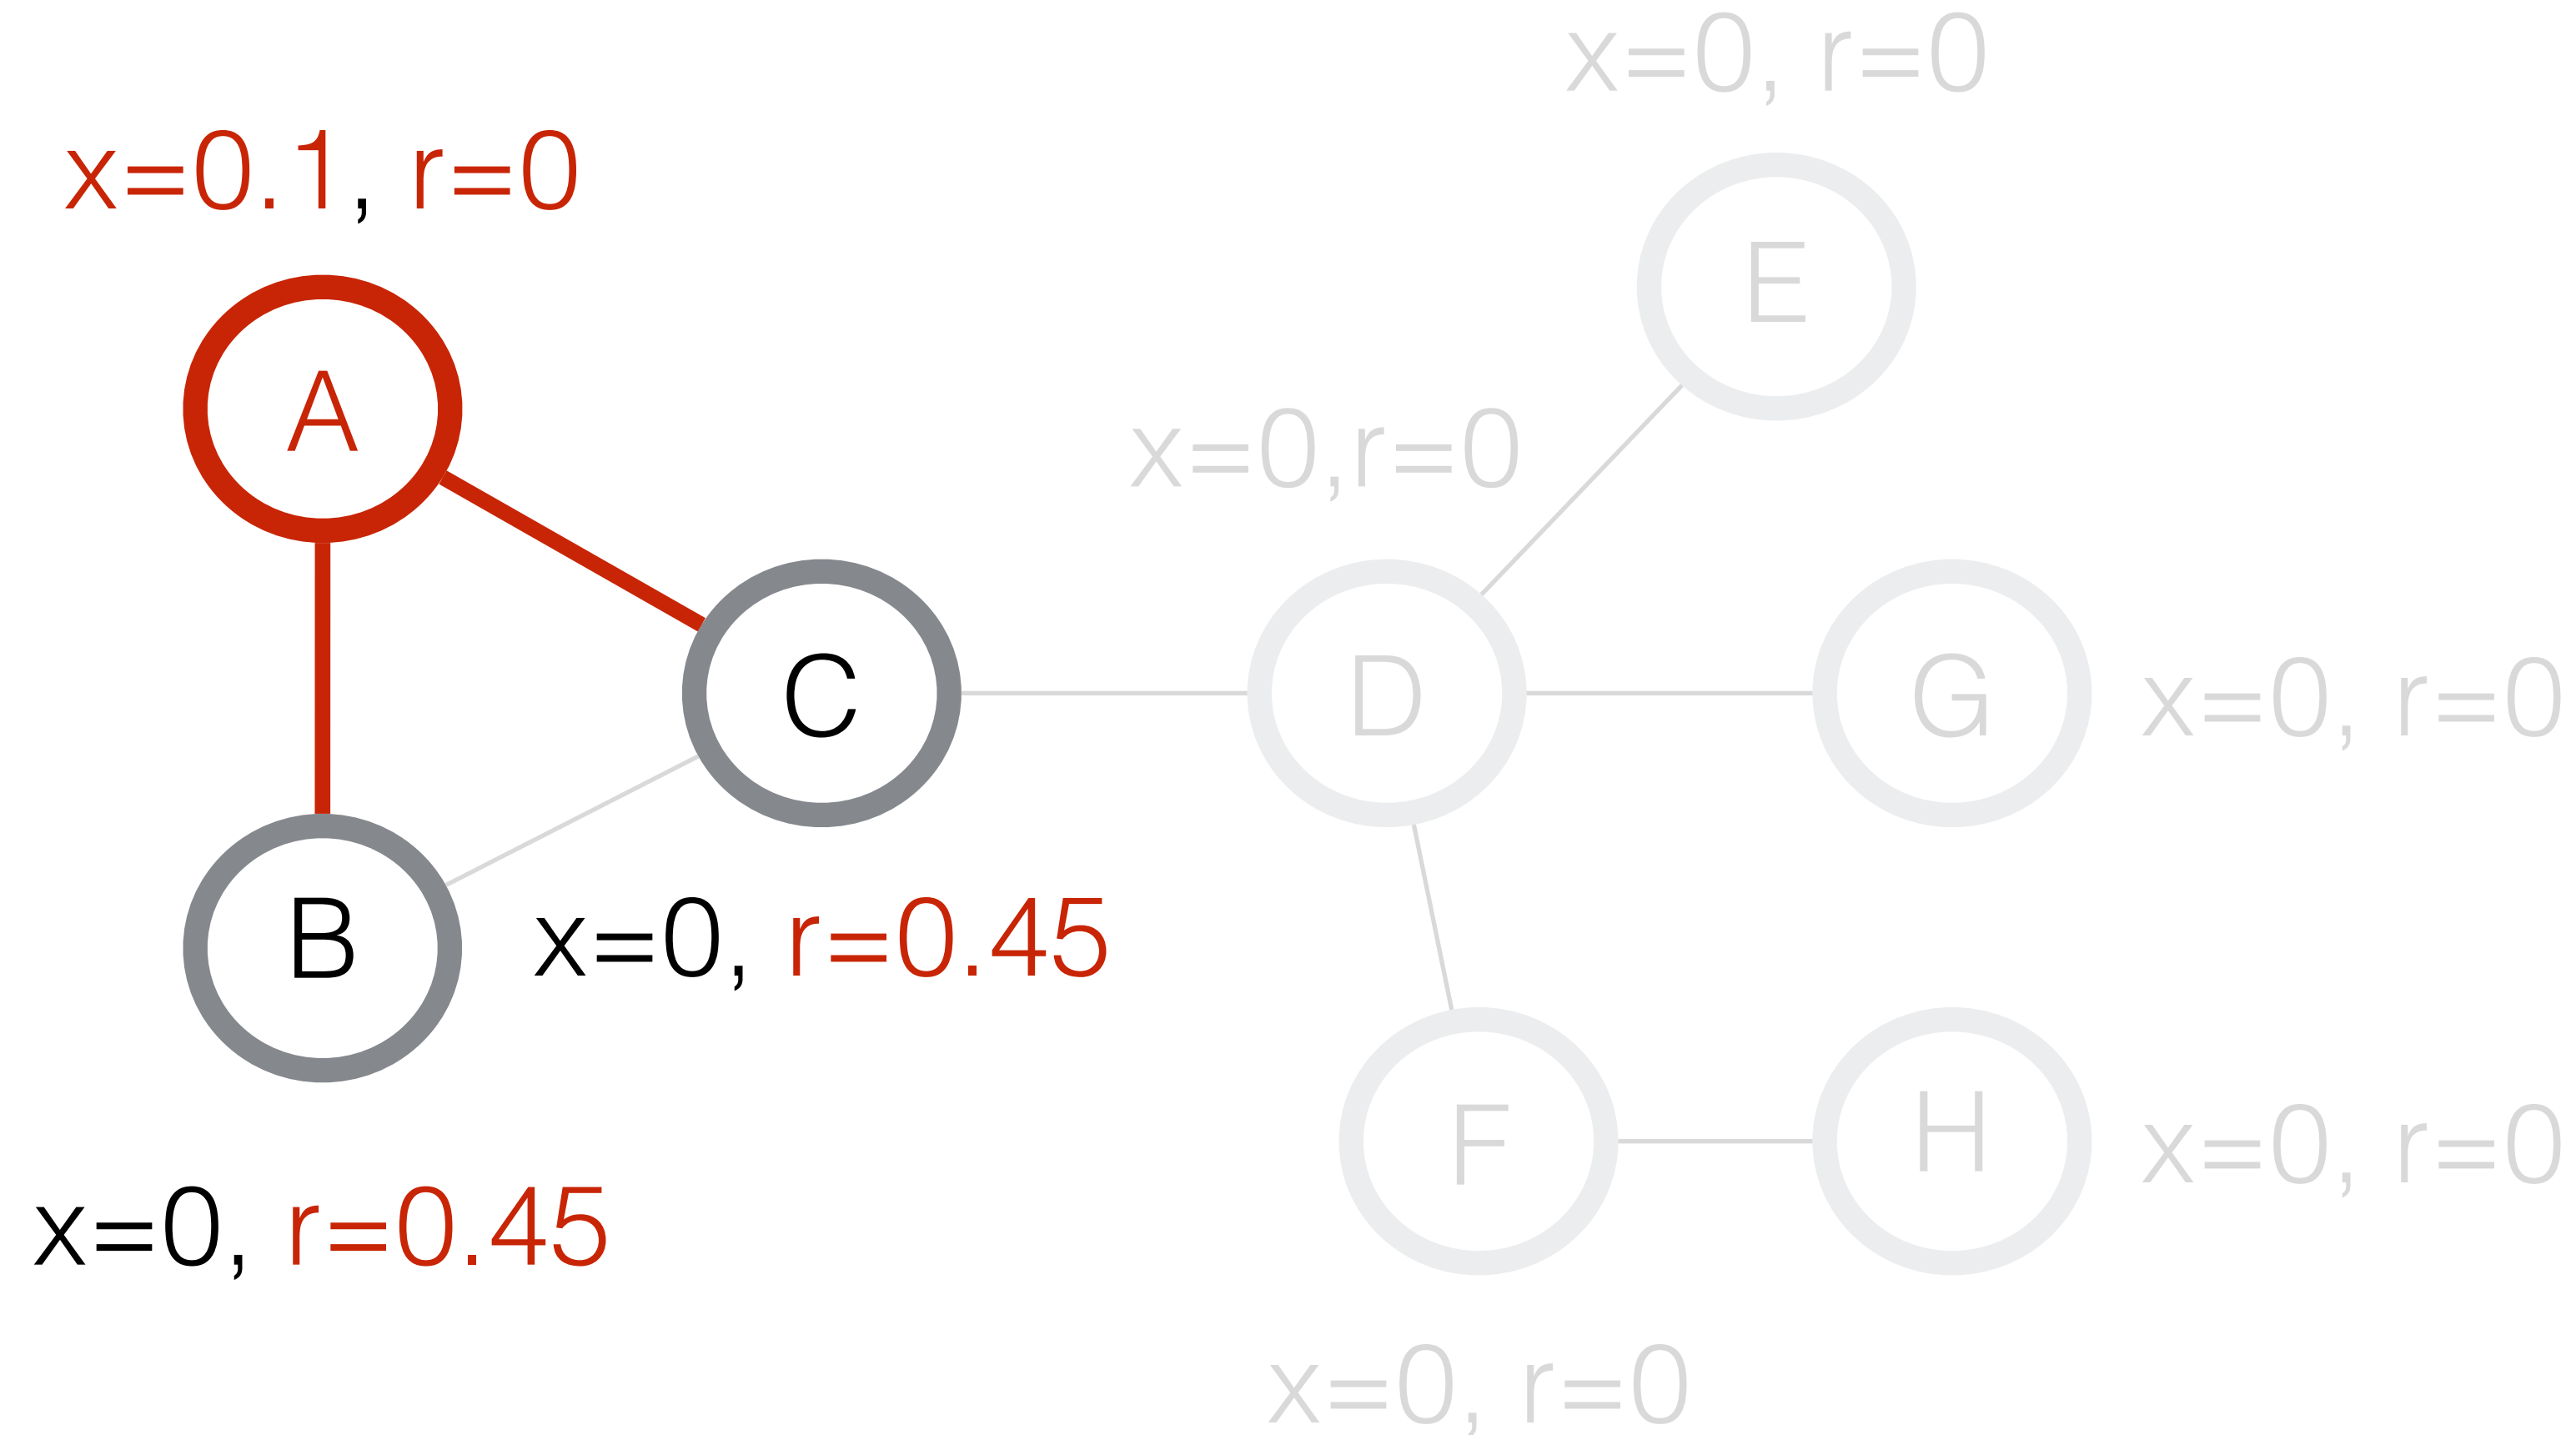 x=0, r=0
x=0.1, r=0
E
A
x=0,r=0
C
D
G
x=0, r=0
B
x=0, r=0.45
F
H
x=0, r=0
x=0, r=0.45
x=0, r=0